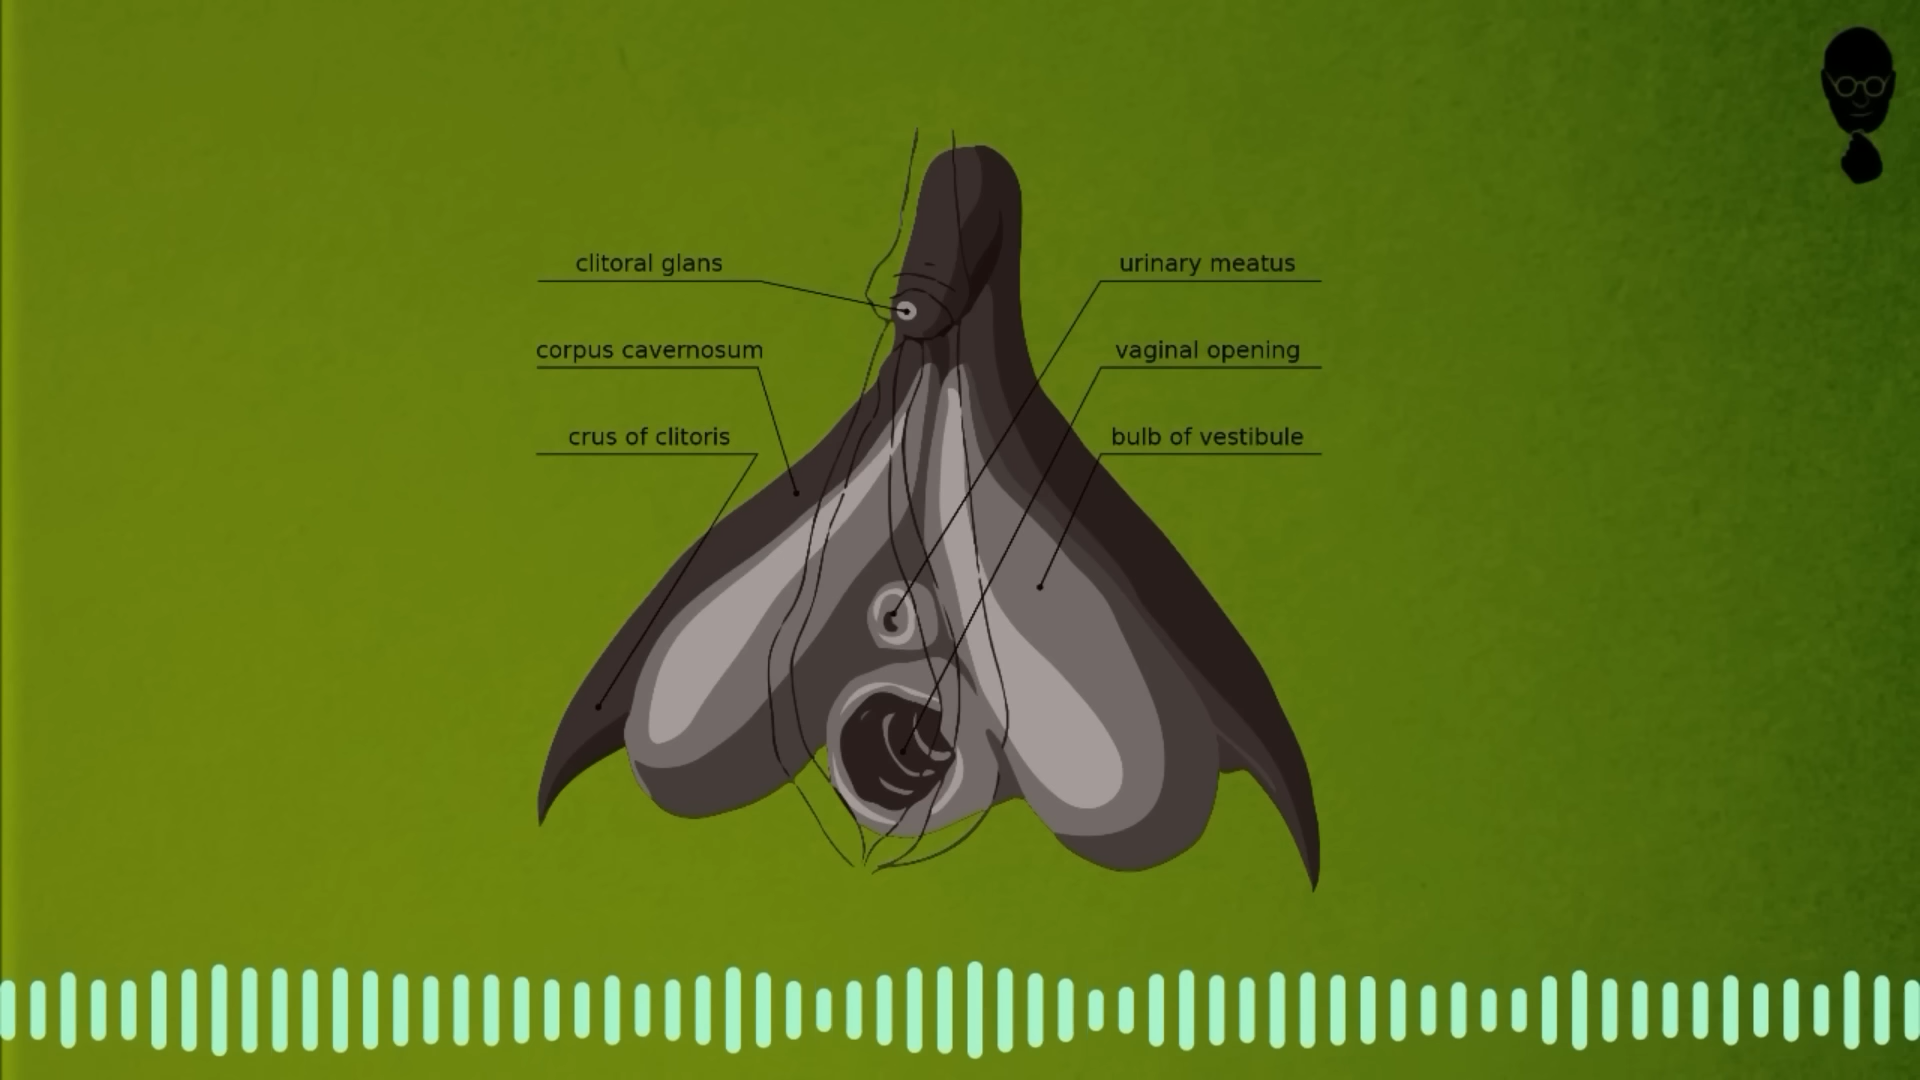 clitoral glans
corpus cavernosum
crus of clitoris
urinary meatus
vaginal opening
bulb of vestibule